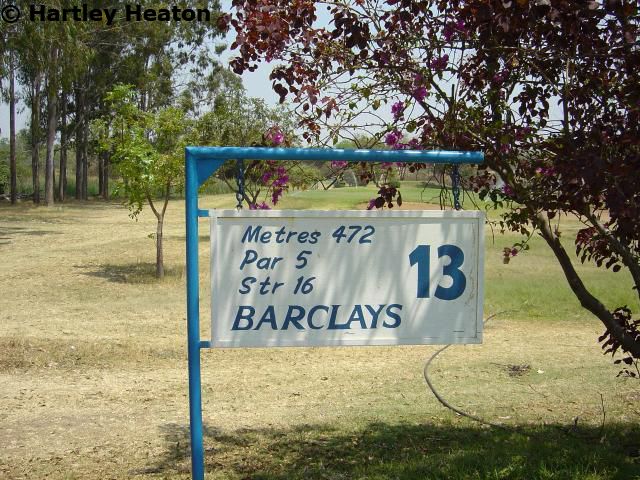 © Hartley Heaton
Metres 472
Par 5
Str 16
13
BARCLAYS